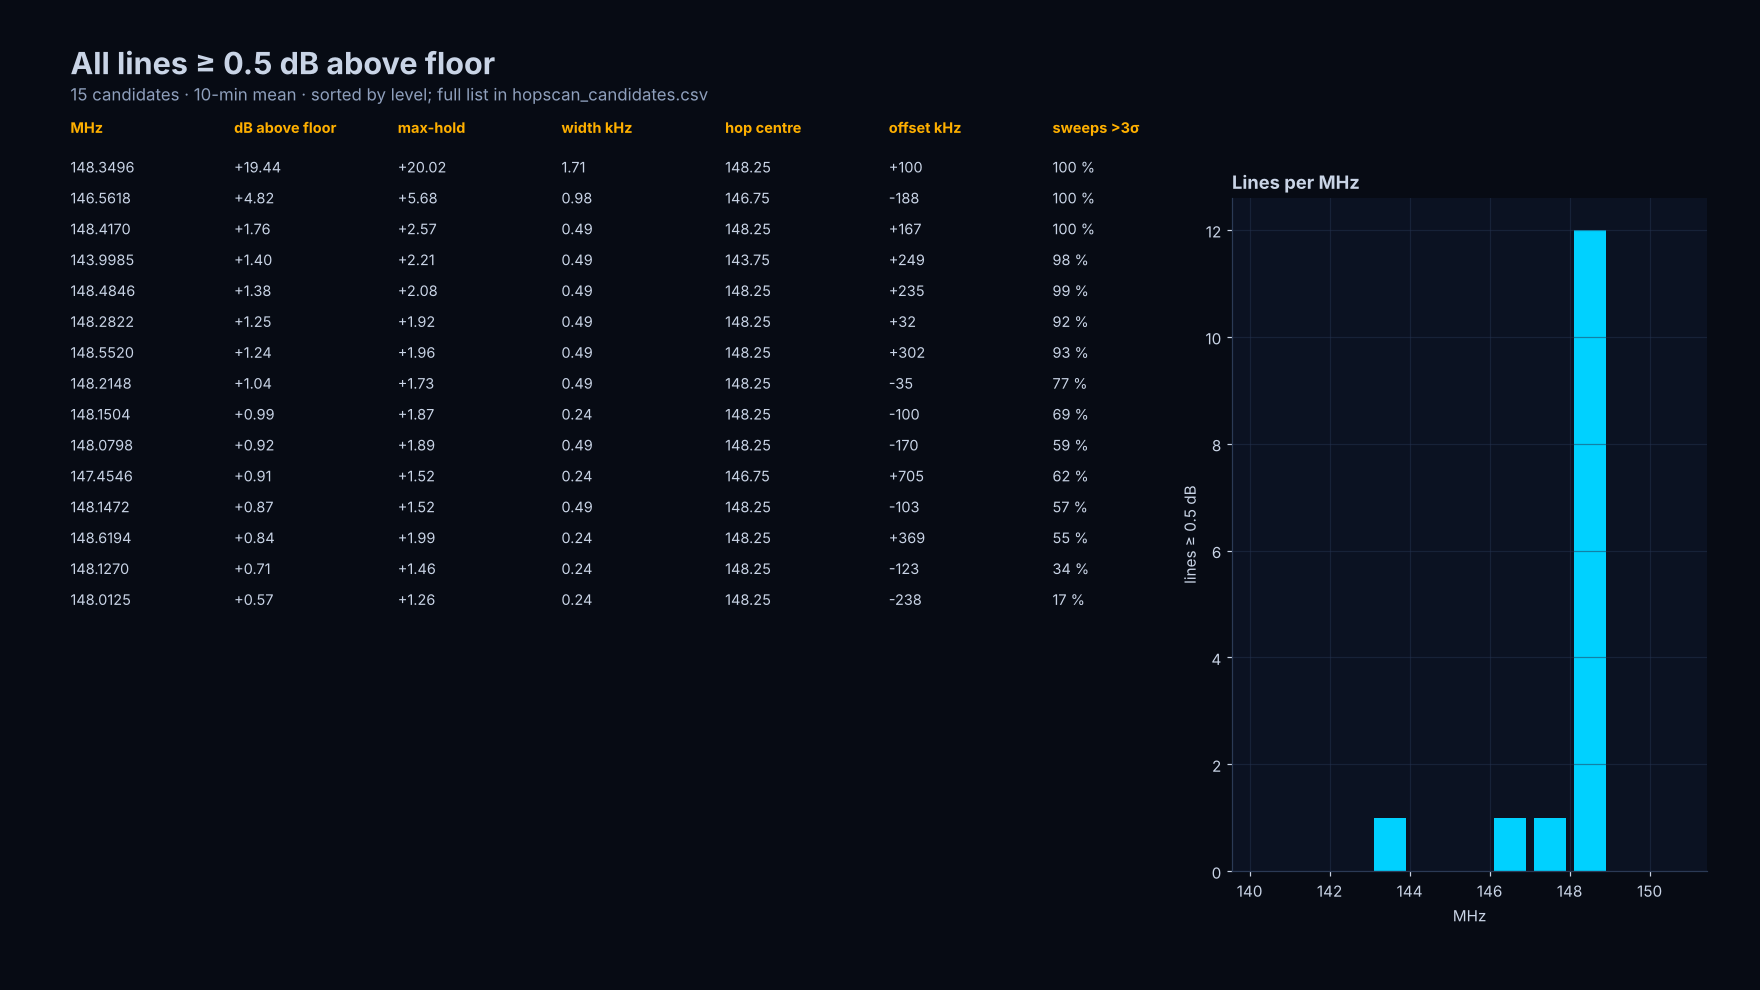 All lines ≥ 0.5 dB above floor
15 candidates · 10-min mean · sorted by level; full list in hopscan_candidates.csv
MHz dB above floor max-hold width kHz hop centre offset kHz sweeps >3σ
148.3496 +19.44 +20.02 1.71 148.25 +100 100 %
146.5618 +4.82 +5.68 0.98 146.75 -188 100 %
148.4170 +1.76 +2.57 0.49 148.25 +167 100 %
143.9985 +1.40 +2.21 0.49 143.75 +249 98 %
148.4846 +1.38 +2.08 0.49 148.25 +235 99 %
148.2822 +1.25 +1.92 0.49 148.25 +32 92 %
148.5520 +1.24 +1.96 0.49 148.25 +302 93 %
148.2148 +1.04 +1.73 0.49 148.25 -35 77 %
148.1504 +0.99 +1.87 0.24 148.25 -100 69 %
148.0798 +0.92 +1.89 0.49 148.25 -170 59 %
147.4546 +0.91 +1.52 0.24 146.75 +705 62 %
148.1472 +0.87 +1.52 0.49 148.25 -103 57 %
148.6194 +0.84 +1.99 0.24 148.25 +369 55 %
148.1270 +0.71 +1.46 0.24 148.25 -123 34 %
148.0125 +0.57 +1.26 0.24 148.25 -238 17 %
Lines per MHz
12
10
8
6
4
2
0
lines ≥ 0.5 dB
140 142 144 146 148 150
MHz